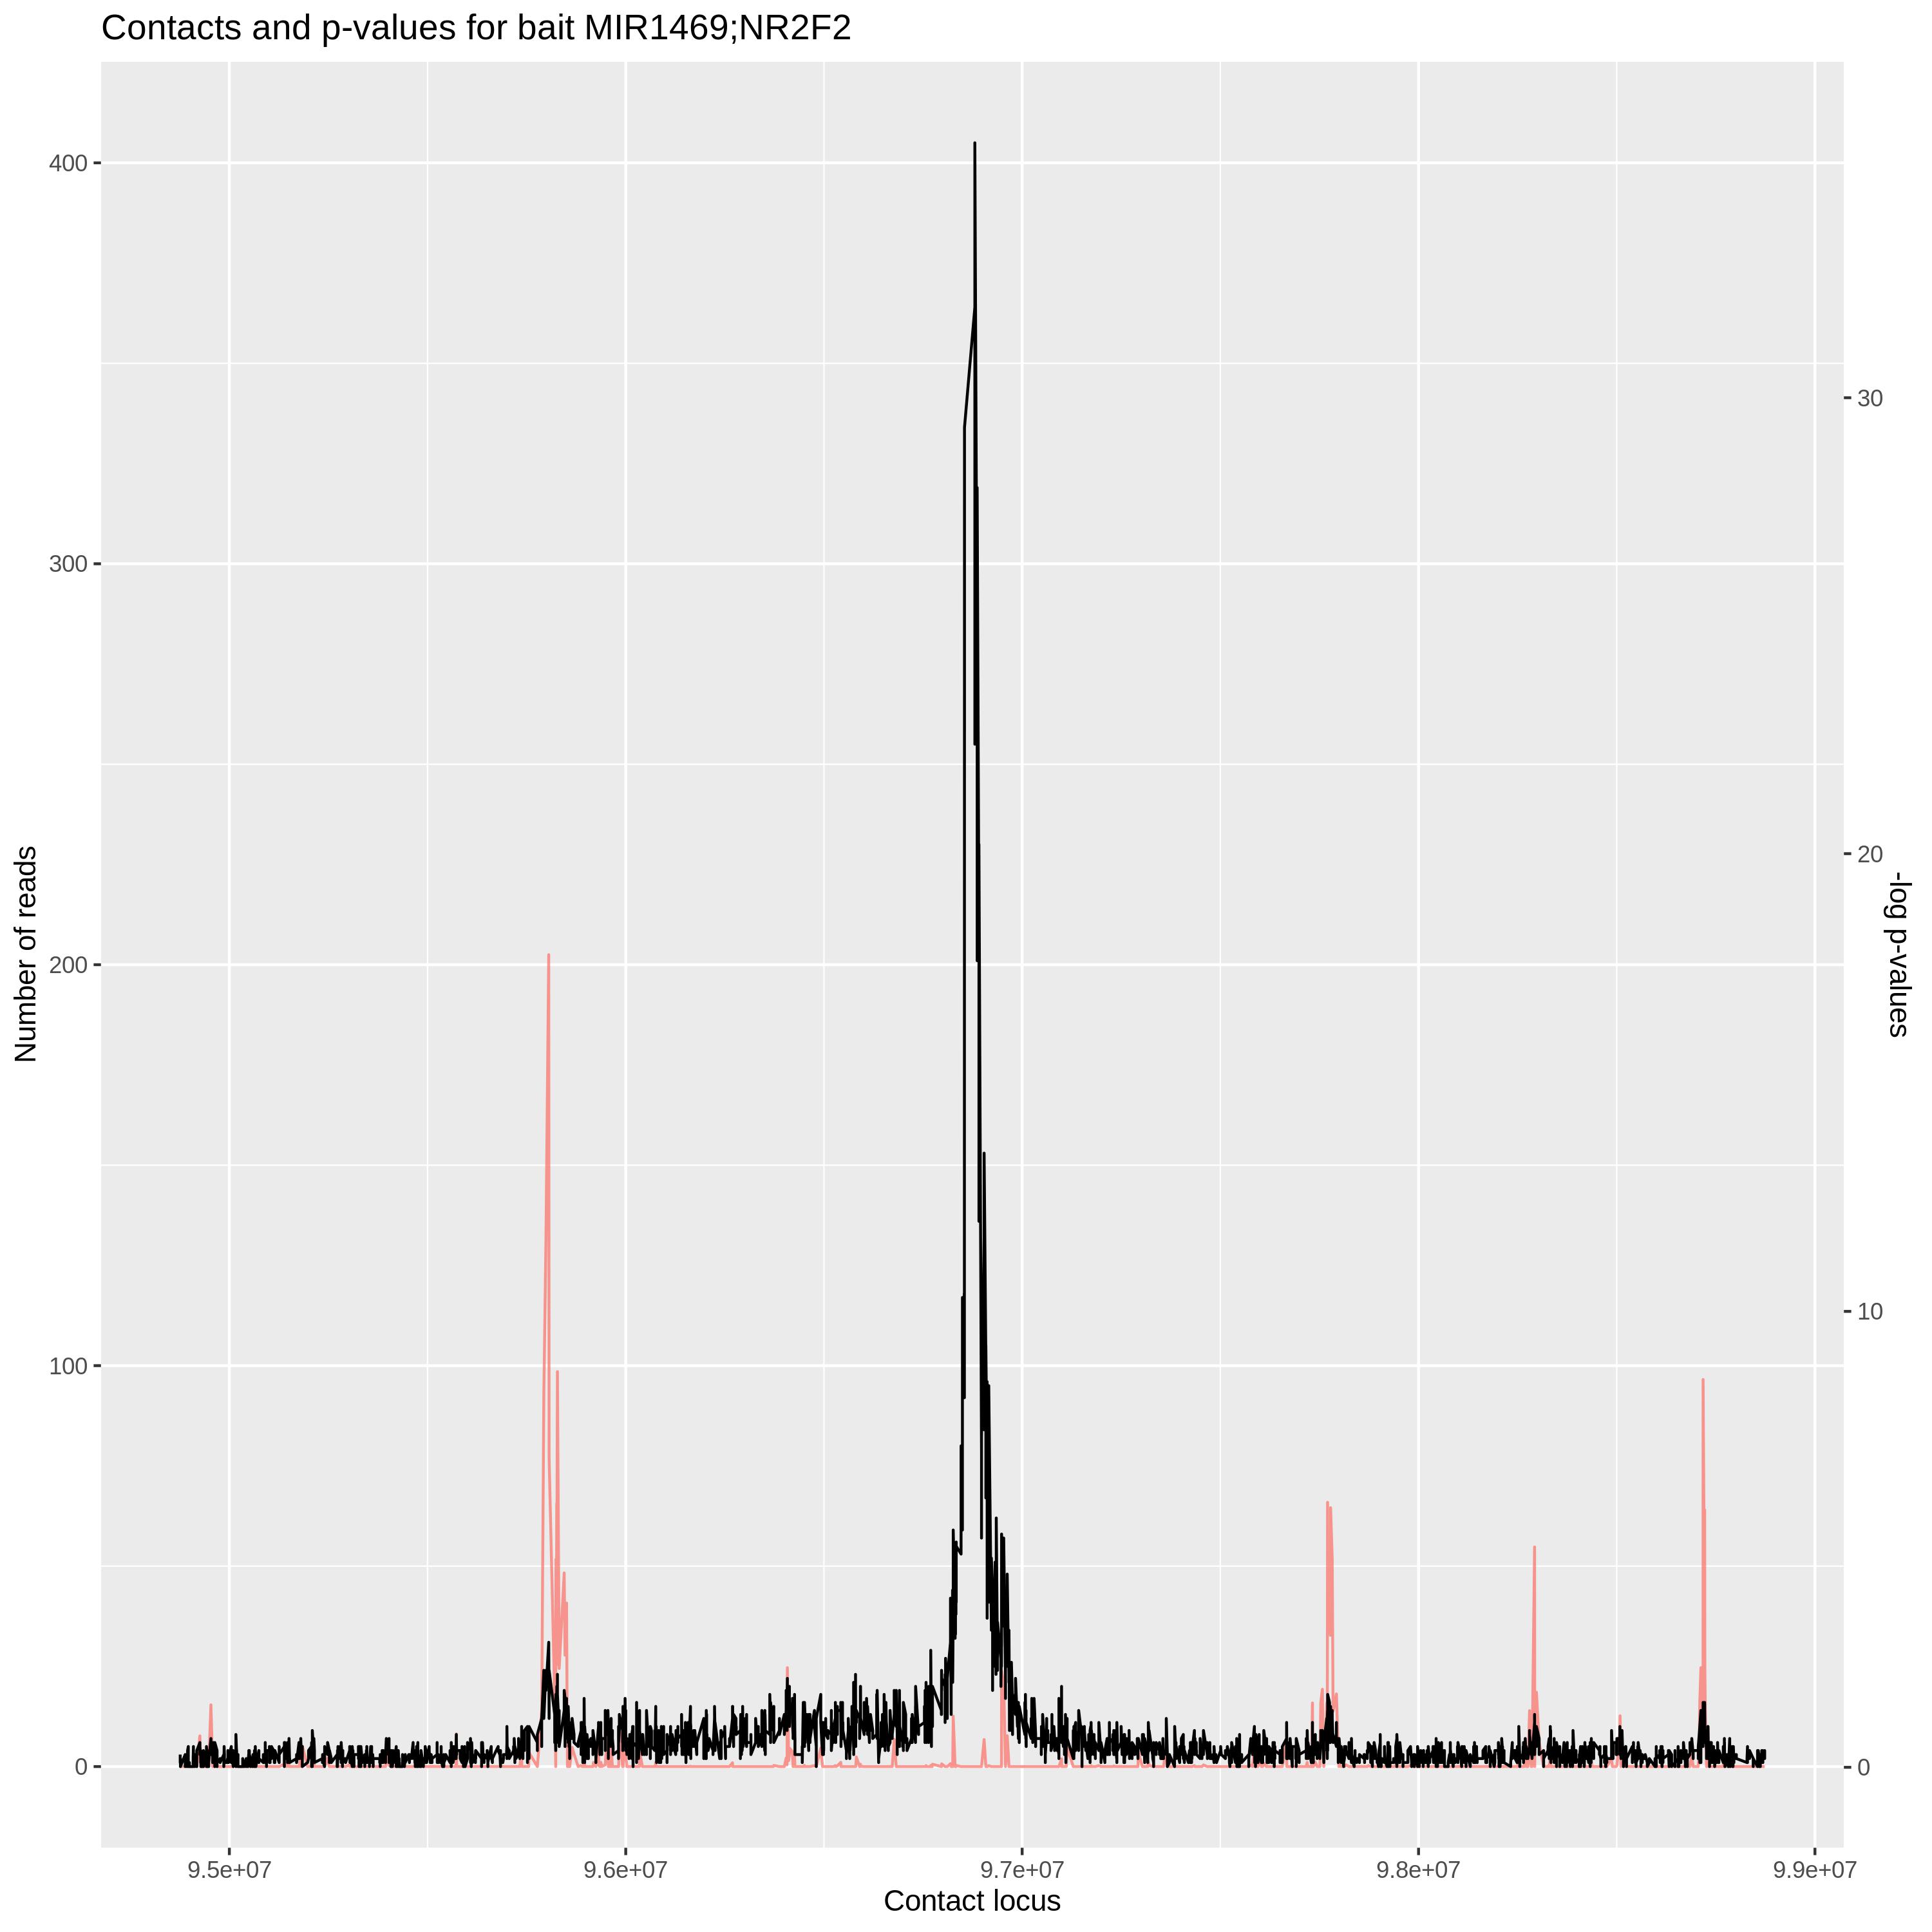 Contacts and p-values for bait MIR1469;NR2F2
400
300
200
100
0
Number of reads
30
20
10
0
-log p-values
9.5e+07
9.6e+07
9.7e+07
9.8e+07
9.9e+07
Contact locus